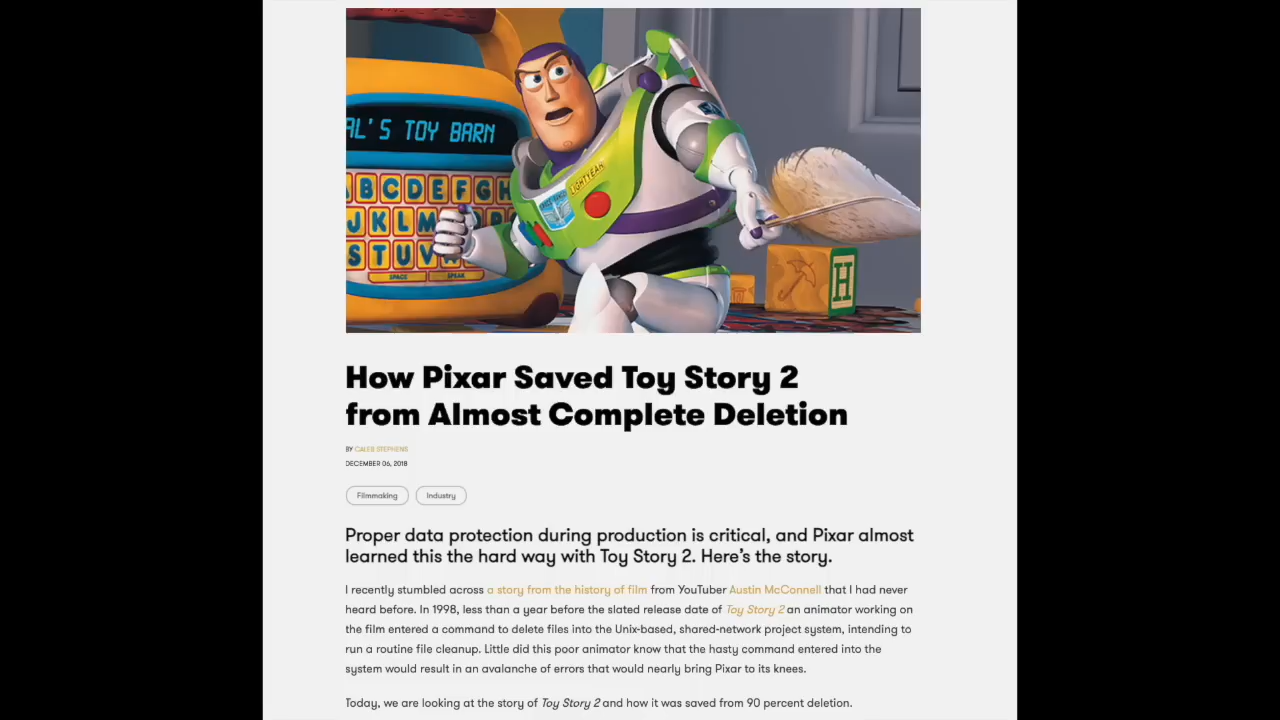 AL'S TOY BARN
ABCDEFGH
JKLM
STUV
SPACE
SPEAK
SPACE RANGER
LIGHTYEAR
H
How Pixar Saved Toy Story 2
from Almost Complete Deletion
BY CALEB STEPHENS
DECEMBER 06, 2018
Filmmaking
Industry
Proper data protection during production is critical, and Pixar almost
learned this the hard way with Toy Story 2. Here's the story.
I recently stumbled across a story from the history of film from YouTuber Austin McConnell that I had never
heard before. In 1998, less than a year before the slated release date of Toy Story 2 an animator working on
the film entered a command to delete files into the Unix-based, shared-network project system, intending to
run a routine file cleanup. Little did this poor animator know that the hasty command entered into the
system would result in an avalanche of errors that would nearly bring Pixar to its knees.
Today, we are looking at the story of Toy Story 2 and how it was saved from 90 percent deletion.